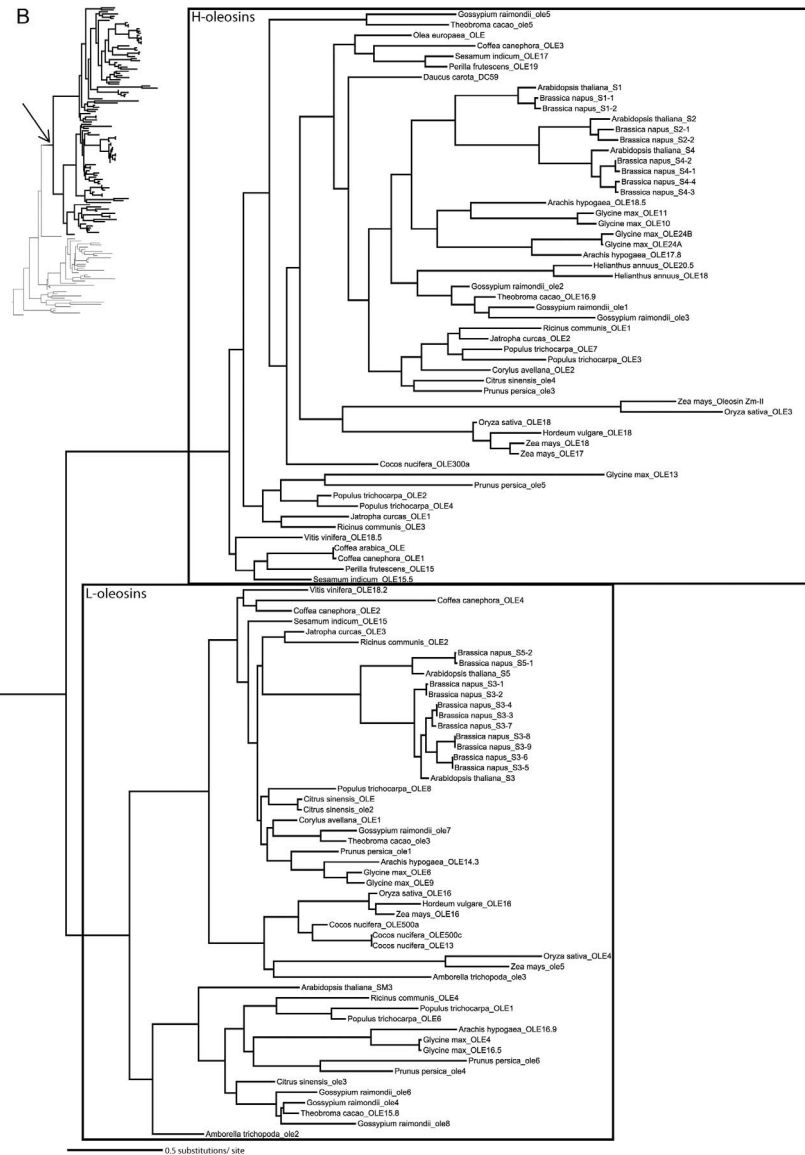 B
H-oleosins
Gossypium raimondii_ole5
Theobroma cacao_ole5
Olea europaea_OLE
Coffea canephora_OLE3
Sesamum indicum_OLE17
Perilla frutescens_OLE19
Daucus carota_DC59
Arabidopsis thaliana_S1
Brassica napus_S1-1
Brassica napus_S1-2
Arabidopsis thaliana_S2
Brassica napus_S2-1
Brassica napus_S2-2
Arabidopsis thaliana_S4
Brassica napus_S4-2
Brassica napus_S4-1
Brassica napus_S4-4
Brassica napus_S4-3
Arachis hypogaea_OLE18.5
Glycine max_OLE11
Glycine max_OLE10
Glycine max_OLE24B
Glycine max_OLE24A
Arachis hypogaea_OLE17.8
Helianthus annuus_OLE20.5
Helianthus annuus_OLE18
Gossypium raimondii_ole2
Theobroma cacao_OLE16.9
Gossypium raimondii_ole1
Gossypium raimondii_ole3
Ricinus communis_OLE1
Jatropha curcas_OLE2
Populus trichocarpa_OLE7
Populus trichocarpa_OLE3
Corylus avellana_OLE2
Citrus sinensis_ole4
Prunus persica_ole3
Zea mays_Oleosin Zm-II
Oryza sativa_OLE3
Oryza sativa_OLE18
Hordeum vulgare_OLE18
Zea mays_OLE18
Zea mays_OLE17
Cocos nucifera_OLE300a
Glycine max_OLE13
Prunus persica_ole5
Populus trichocarpa_OLE2
Populus trichocarpa_OLE4
Jatropha curcas_OLE1
Ricinus communis_OLE3
Vitis vinifera_OLE18.5
Coffea arabica_OLE
Coffea canephora_OLE1
Perilla frutescens_OLE15
Sesamum indicum_OLE15.5
L-oleosins
Vitis vinifera_OLE18.2
Coffea canephora_OLE4
Coffea canephora_OLE2
Sesamum indicum_OLE15
Jatropha curcas_OLE3
Ricinus communis_OLE2
Brassica napus_S5-2
Brassica napus_S5-1
Arabidopsis thaliana_S5
Brassica napus_S3-1
Brassica napus_S3-2
Brassica napus_S3-4
Brassica napus_S3-3
Brassica napus_S3-7
Brassica napus_S3-8
Brassica napus_S3-9
Brassica napus_S3-6
Brassica napus_S3-5
Arabidopsis thaliana_S3
Populus trichocarpa_OLE8
Citrus sinensis_OLE
Citrus sinensis_ole2
Corylus avellana_OLE1
Gossypium raimondii_ole7
Theobroma cacao_ole3
Prunus persica_ole1
Arachis hypogaea_OLE14.3
Glycine max_OLE6
Glycine max_OLE9
Oryza sativa_OLE16
Hordeum vulgare_OLE16
Zea mays_OLE16
Cocos nucifera_OLE500a
Cocos nucifera_OLE500c
Cocos nucifera_OLE13
Oryza sativa_OLE4
Zea mays_ole5
Amborella trichopoda_ole3
Arabidopsis thaliana_SM3
Ricinus communis_OLE4
Populus trichocarpa_OLE1
Populus trichocarpa_OLE6
Arachis hypogaea_OLE16.9
Glycine max_OLE4
Glycine max_OLE16.5
Prunus persica_ole6
Prunus persica_ole4
Citrus sinensis_ole3
Gossypium raimondii_ole6
Gossypium raimondii_ole4
Theobroma cacao_OLE15.8
Gossypium raimondii_ole8
Amborella trichopoda_ole2
0,5 substitutions/ site